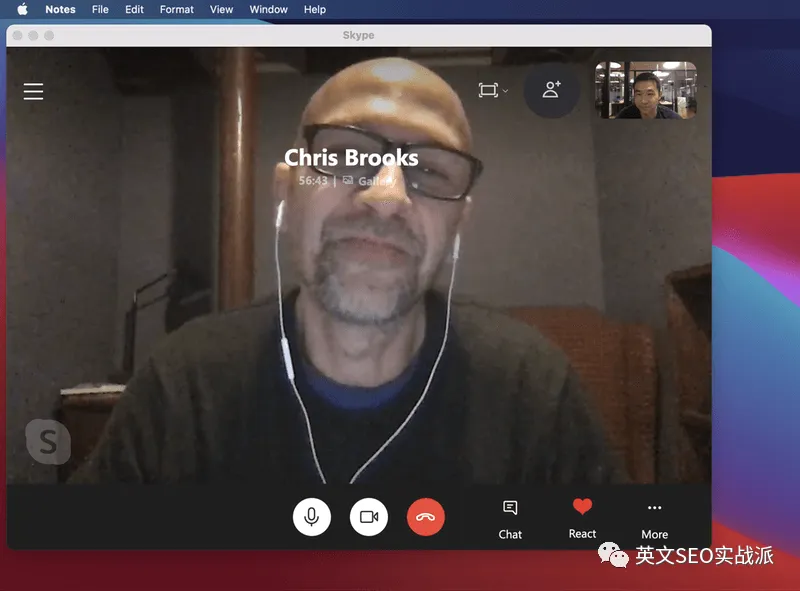 Notes File Edit Format View Window Help
Skype
Chris Brooks
56:43 | Gallery
S
Chat React More
英文SEO实战派